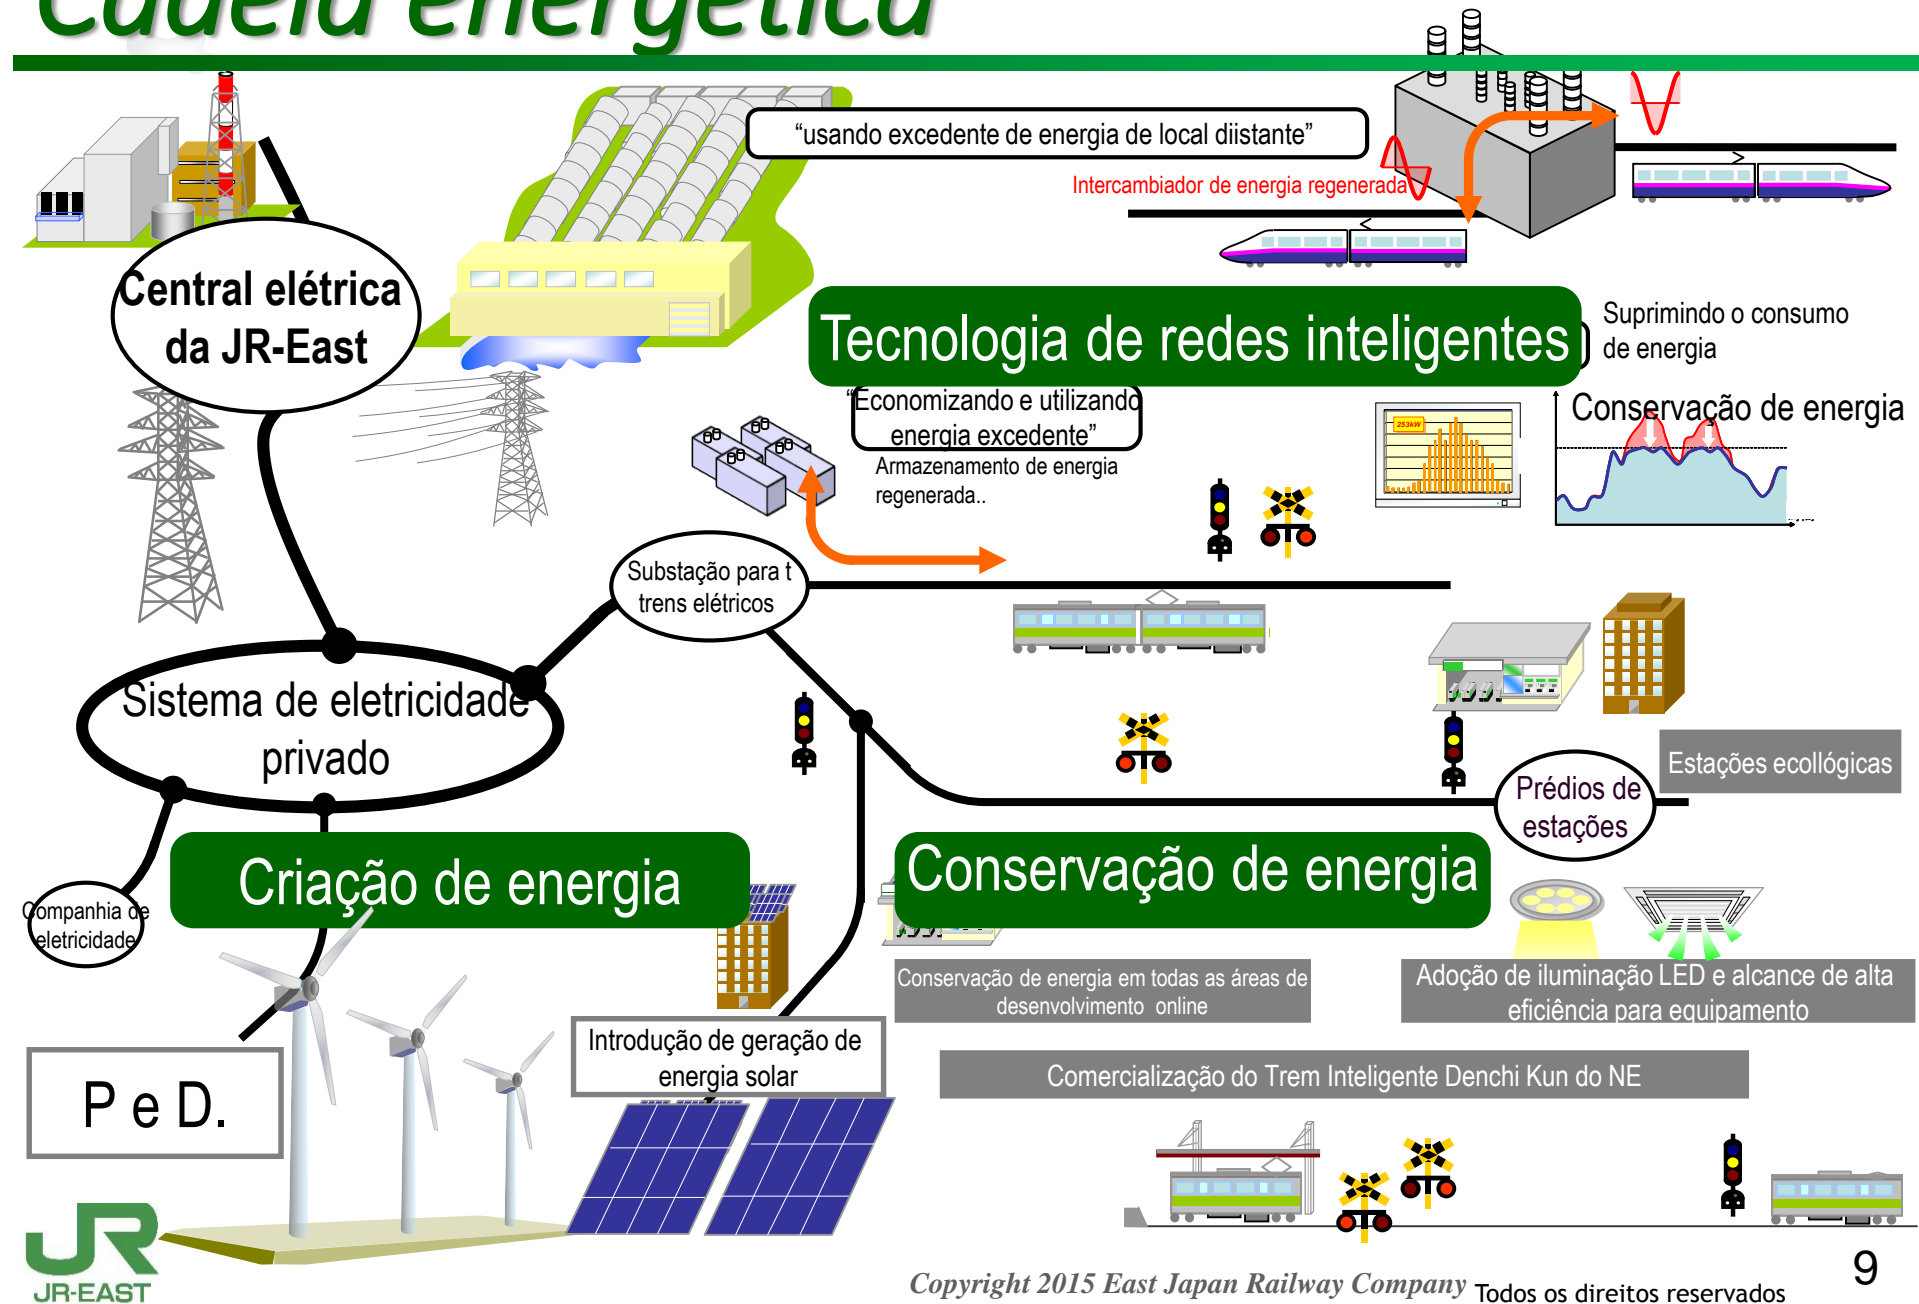 Cadeia energética
“usando excedente de energia de local diistante”
Intercambiador de energia regenerada
Central elétrica
da JR-East
Tecnologia de redes inteligentes
Suprimindo o consumo
de energia
“Economizando e utilizando
energia excedente”
Armazenamento de energia
regenerada..
253kW
Conservação de energia
Substação para t
trens elétricos
Sistema de eletricidade
privado
Estações ecollógicas
Prédios de
estações
Criação de energia
Conservação de energia
Companhia de
eletricidade
Conservação de energia em todas as áreas de
desenvolvimento online
Adoção de iluminação LED e alcance de alta
eficiência para equipamento
Introdução de geração de
energia solar
P e D.
Comercialização do Trem Inteligente Denchi Kun do NE
JR
JR-EAST
Copyright 2015 East Japan Railway Company Todos os direitos reservados
9